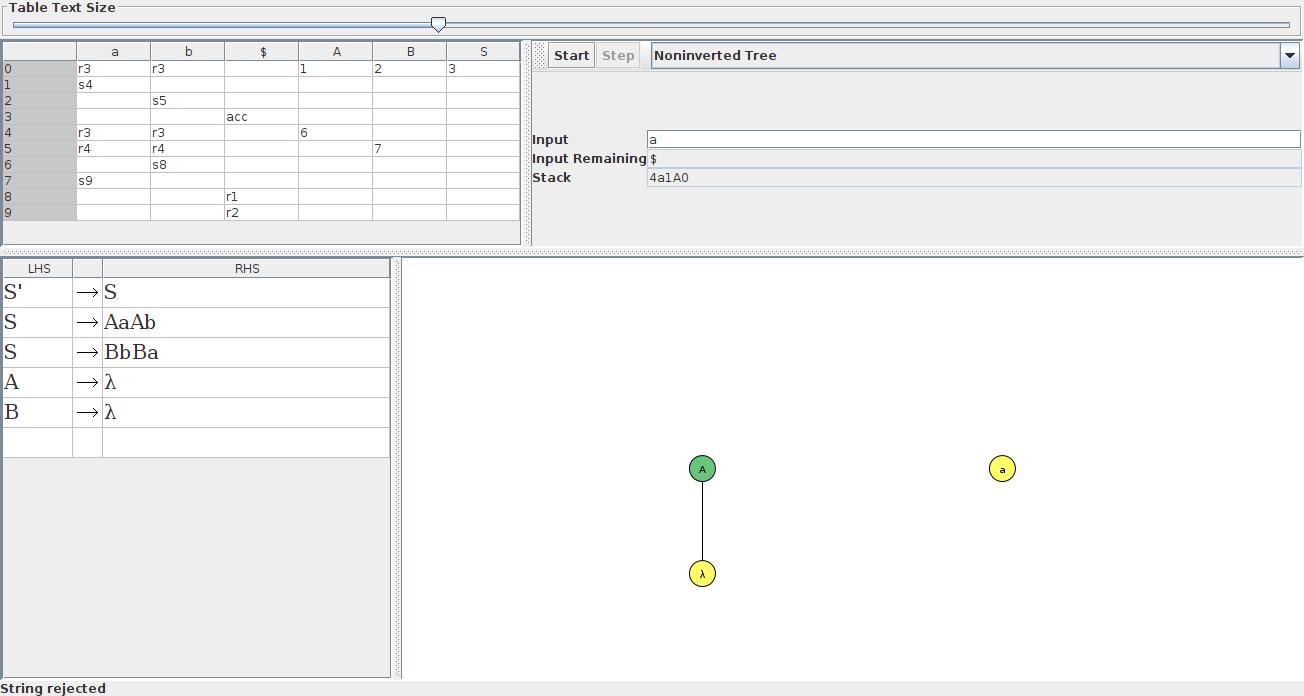 Table Text Size
a b $ A B S
0 r3 r3 1 2 3
1 s4
2 s5
3 acc
4 r3 r3 6
5 r4 r4 7
6 s8
7 s9
8 r1
9 r2
Start Step Noninverted Tree
Input a
Input Remaining $
Stack 4a1A0
LHS RHS
S' → S
S → AaAb
S → BbBa
A → λ
B → λ
A a
λ
String rejected